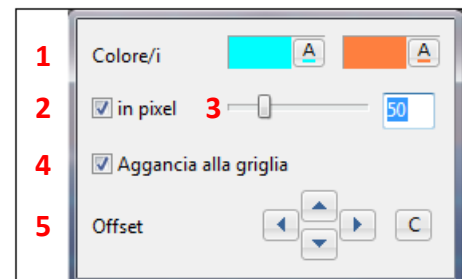 1 Colore/i A A
2 in pixel 3 50
4 Aggancia alla griglia
5 Offset C